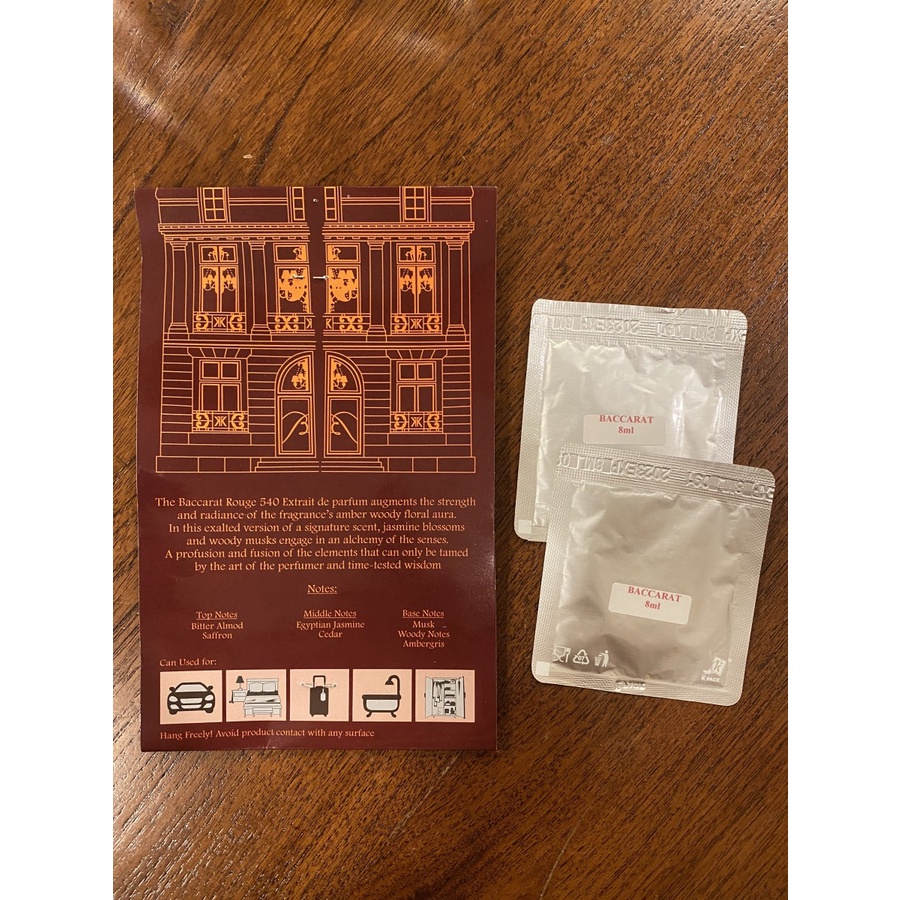 The Baccarat Rouge 540 Extrait de parfum augments the strength
and radiance of the fragrance's amber woody floral aura.
In this exalted version of a signature scent, jasmine blossoms
and woody musks engage in an alchemy of the senses.
A profusion and fusion of the elements that can only be tamed
by the art of the perfumer and time-tested wisdom
Notes:
Top Notes
Bitter Almod
Saffron
Middle Notes
Egyptian Jasmine
Cedar
Base Notes
Musk
Woody Notes
Ambergris
Can Used for:
Hang Freely! Avoid product contact with any surface
BACCARAT
8ml
BACCARAT
8ml